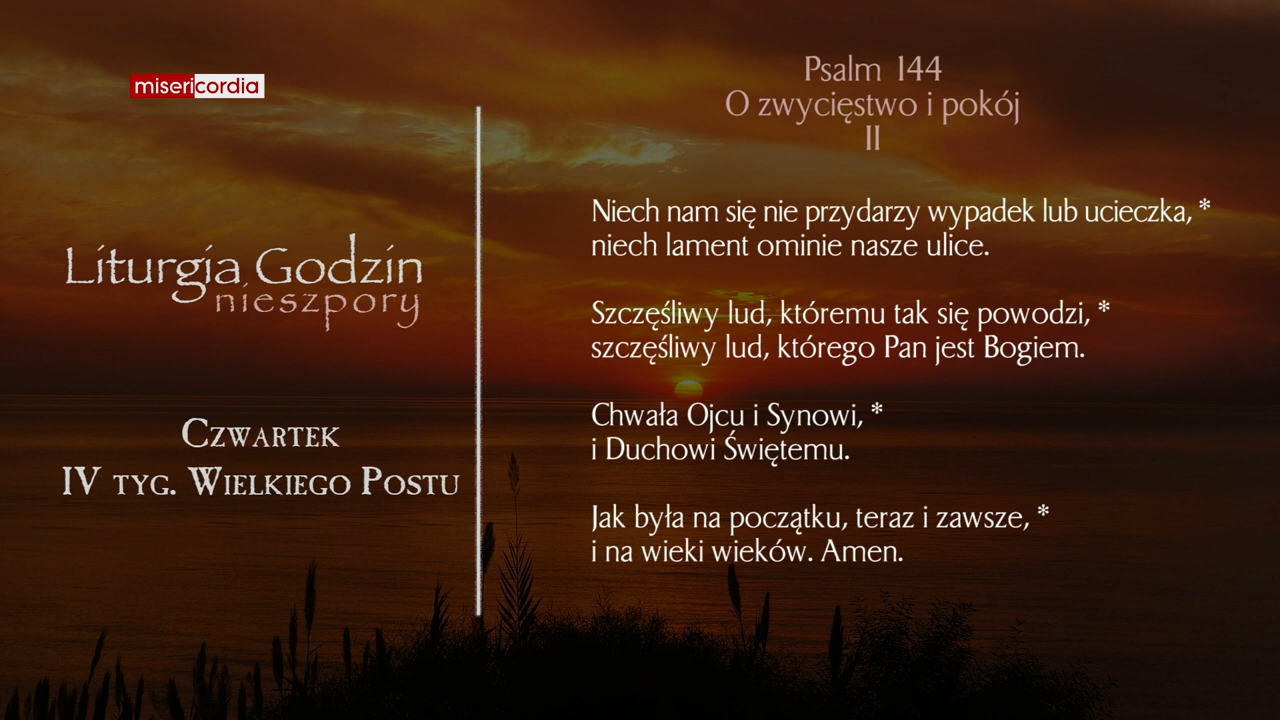 misericordia
Liturgia Godzin
nieszpory
Czwartek
IV tyg. Wielkiego Postu
Psalm 144
O zwycięstwo i pokój
II
Niech nam się nie przydarzy wypadek lub ucieczka, *
niech lament ominie nasze ulice.
Szczęśliwy lud, któremu tak się powodzi, *
szczęśliwy lud, którego Pan jest Bogiem.
Chwała Ojcu i Synowi, *
i Duchowi Świętemu.
Jak była na początku, teraz i zawsze, *
i na wieki wieków. Amen.